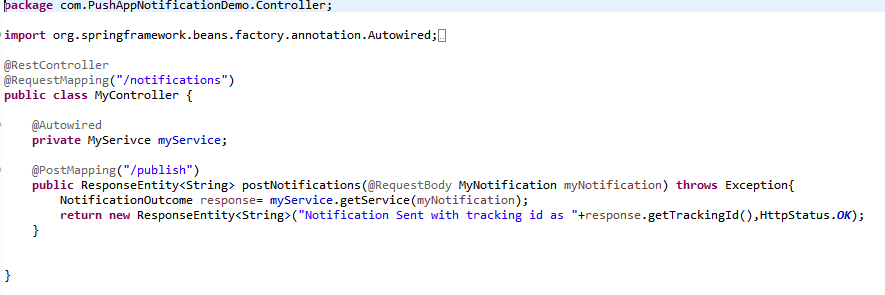 package com.PushAppNotificationDemo.Controller;
import org.springframework.beans.factory.annotation.Autowired;
@RestController
@RequestMapping("/notifications")
public class MyController {
@Autowired
private MySerivce myService;
@PostMapping("/publish")
public ResponseEntity<String> postNotifications(@RequestBody MyNotification myNotification) throws Exception{
NotificationOutcome response= myService.getService(myNotification);
return new ResponseEntity<String>("Notification Sent with tracking id as "+response.getTrackingId(),HttpStatus.OK);
}
}